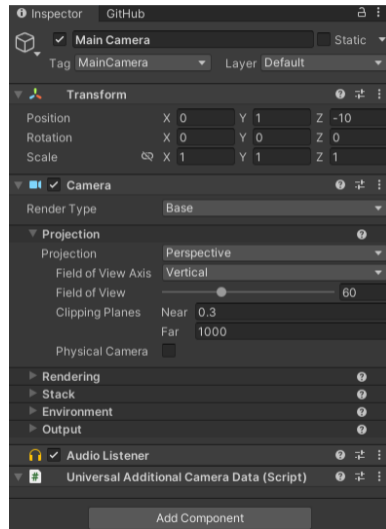 Inspector GitHub
Main Camera Static
Tag MainCamera Layer Default
Transform
Position X 0 Y 1 Z -10
Rotation X 0 Y 0 Z 0
Scale X 1 Y 1 Z 1
Camera
Render Type Base
Projection
Projection Perspective
Field of View Axis Vertical
Field of View 60
Clipping Planes Near 0.3
Far 1000
Physical Camera
Rendering
Stack
Environment
Output
Audio Listener
# Universal Additional Camera Data (Script)
Add Component